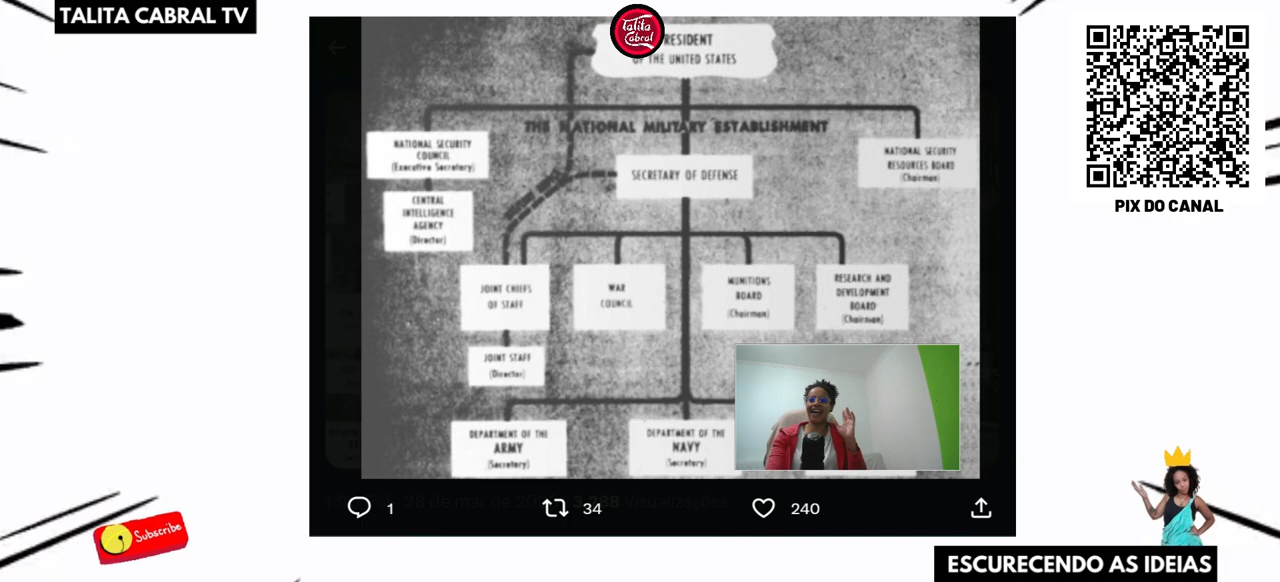 TALITA CABRAL TV
Talita
Cabral
RESIDENT
OF THE UNITED STATES
THE NATIONAL MILITARY ESTABLISHMENT
NATIONAL SECURITY
COUNCIL
(Executive Secretary)
SECRETARY OF DEFENSE
NATIONAL SECURITY
RESOURCES BOARD
(Chairman)
CENTRAL
INTELLIGENCE
AGENCY
(Director)
JOINT CHIEFS
OF STAFF
WAR
COUNCIL
MUNITIONS
BOARD
(Chairman)
RESEARCH AND
DEVELOPMENT
BOARD
(Chairman)
JOINT STAFF
(Director)
DEPARTMENT OF THE
ARMY
(Secretary)
DEPARTMENT OF THE
NAVY
(Secretary)
1
34
240
PIX DO CANAL
Subscribe
ESCURECENDO AS IDEIAS